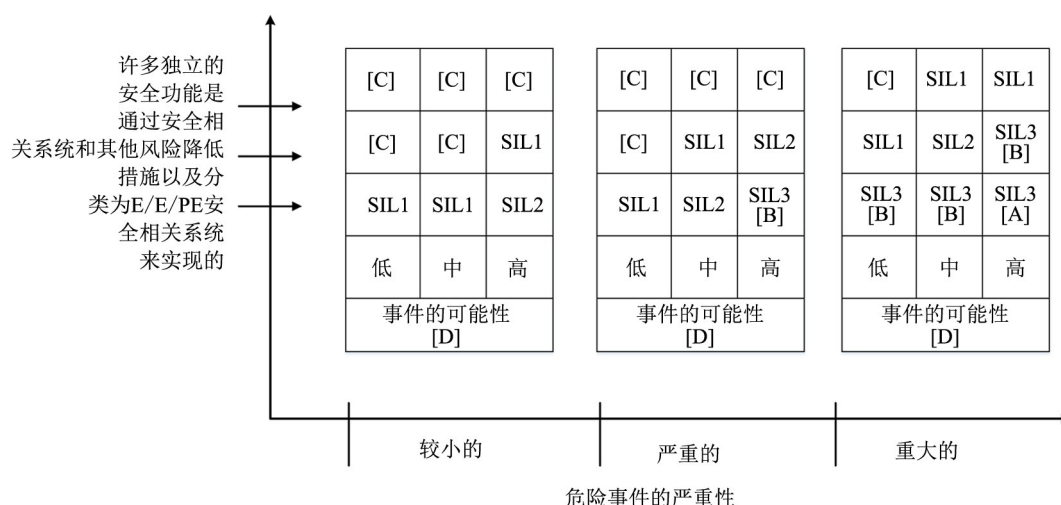 许多独立的
安全功能是
通过安全相
关系统和其他风险降低
措施以及分
类为E/E/PE安
全相关系统
来实现的
[C] [C] [C]
[C] [C] SIL1
SIL1 SIL1 SIL2
低 中 高
事件的可能性
[D]
[C] [C] [C]
[C] SIL1 SIL2
SIL1 SIL2 SIL3
[B]
低 中 高
事件的可能性
[D]
[C] SIL1 SIL1
SIL1 SIL2 SIL3
[B]
SIL3 SIL3 SIL3
[B] [B] [A]
低 中 高
事件的可能性
[D]
较小的 严重的 重大的
危险事件的严重性